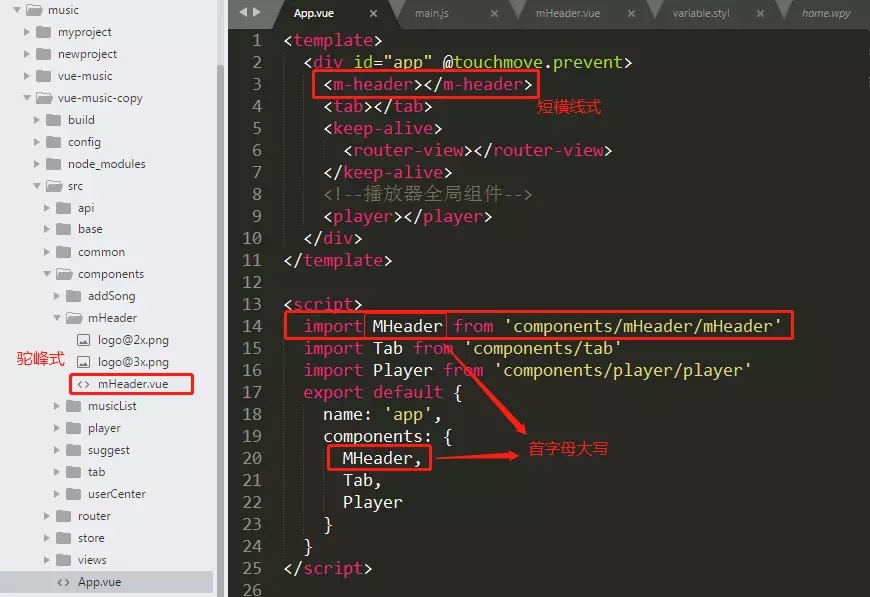 music
myproject
newproject
vue-music
vue-music-copy
build
config
node_modules
src
api
base
common
components
addSong
mHeader
logo@2x.png
驼峰式
logo@3x.png
mHeader.vue
musicList
player
suggest
tab
userCenter
router
store
views
App.vue
App.vue × main.js × mHeader.vue × variable.styl × home.wpy
1 <template>
2 <div id="app" @touchmove.prevent>
3 <m-header></m-header>
短横线式
4 <tab></tab>
5 <keep-alive>
6 <router-view></router-view>
7 </keep-alive>
8 <!--播放器全局组件-->
9 <player></player>
10 </div>
11 </template>
12
13 <script>
14 import MHeader from 'components/mHeader/mHeader'
15 import Tab from 'components/tab'
16 import Player from 'components/player/player'
17 export default {
18 name: 'app',
19 components: {
首字母大写
20 MHeader,
21 Tab,
22 Player
23 }
24 }
25 </script>
26